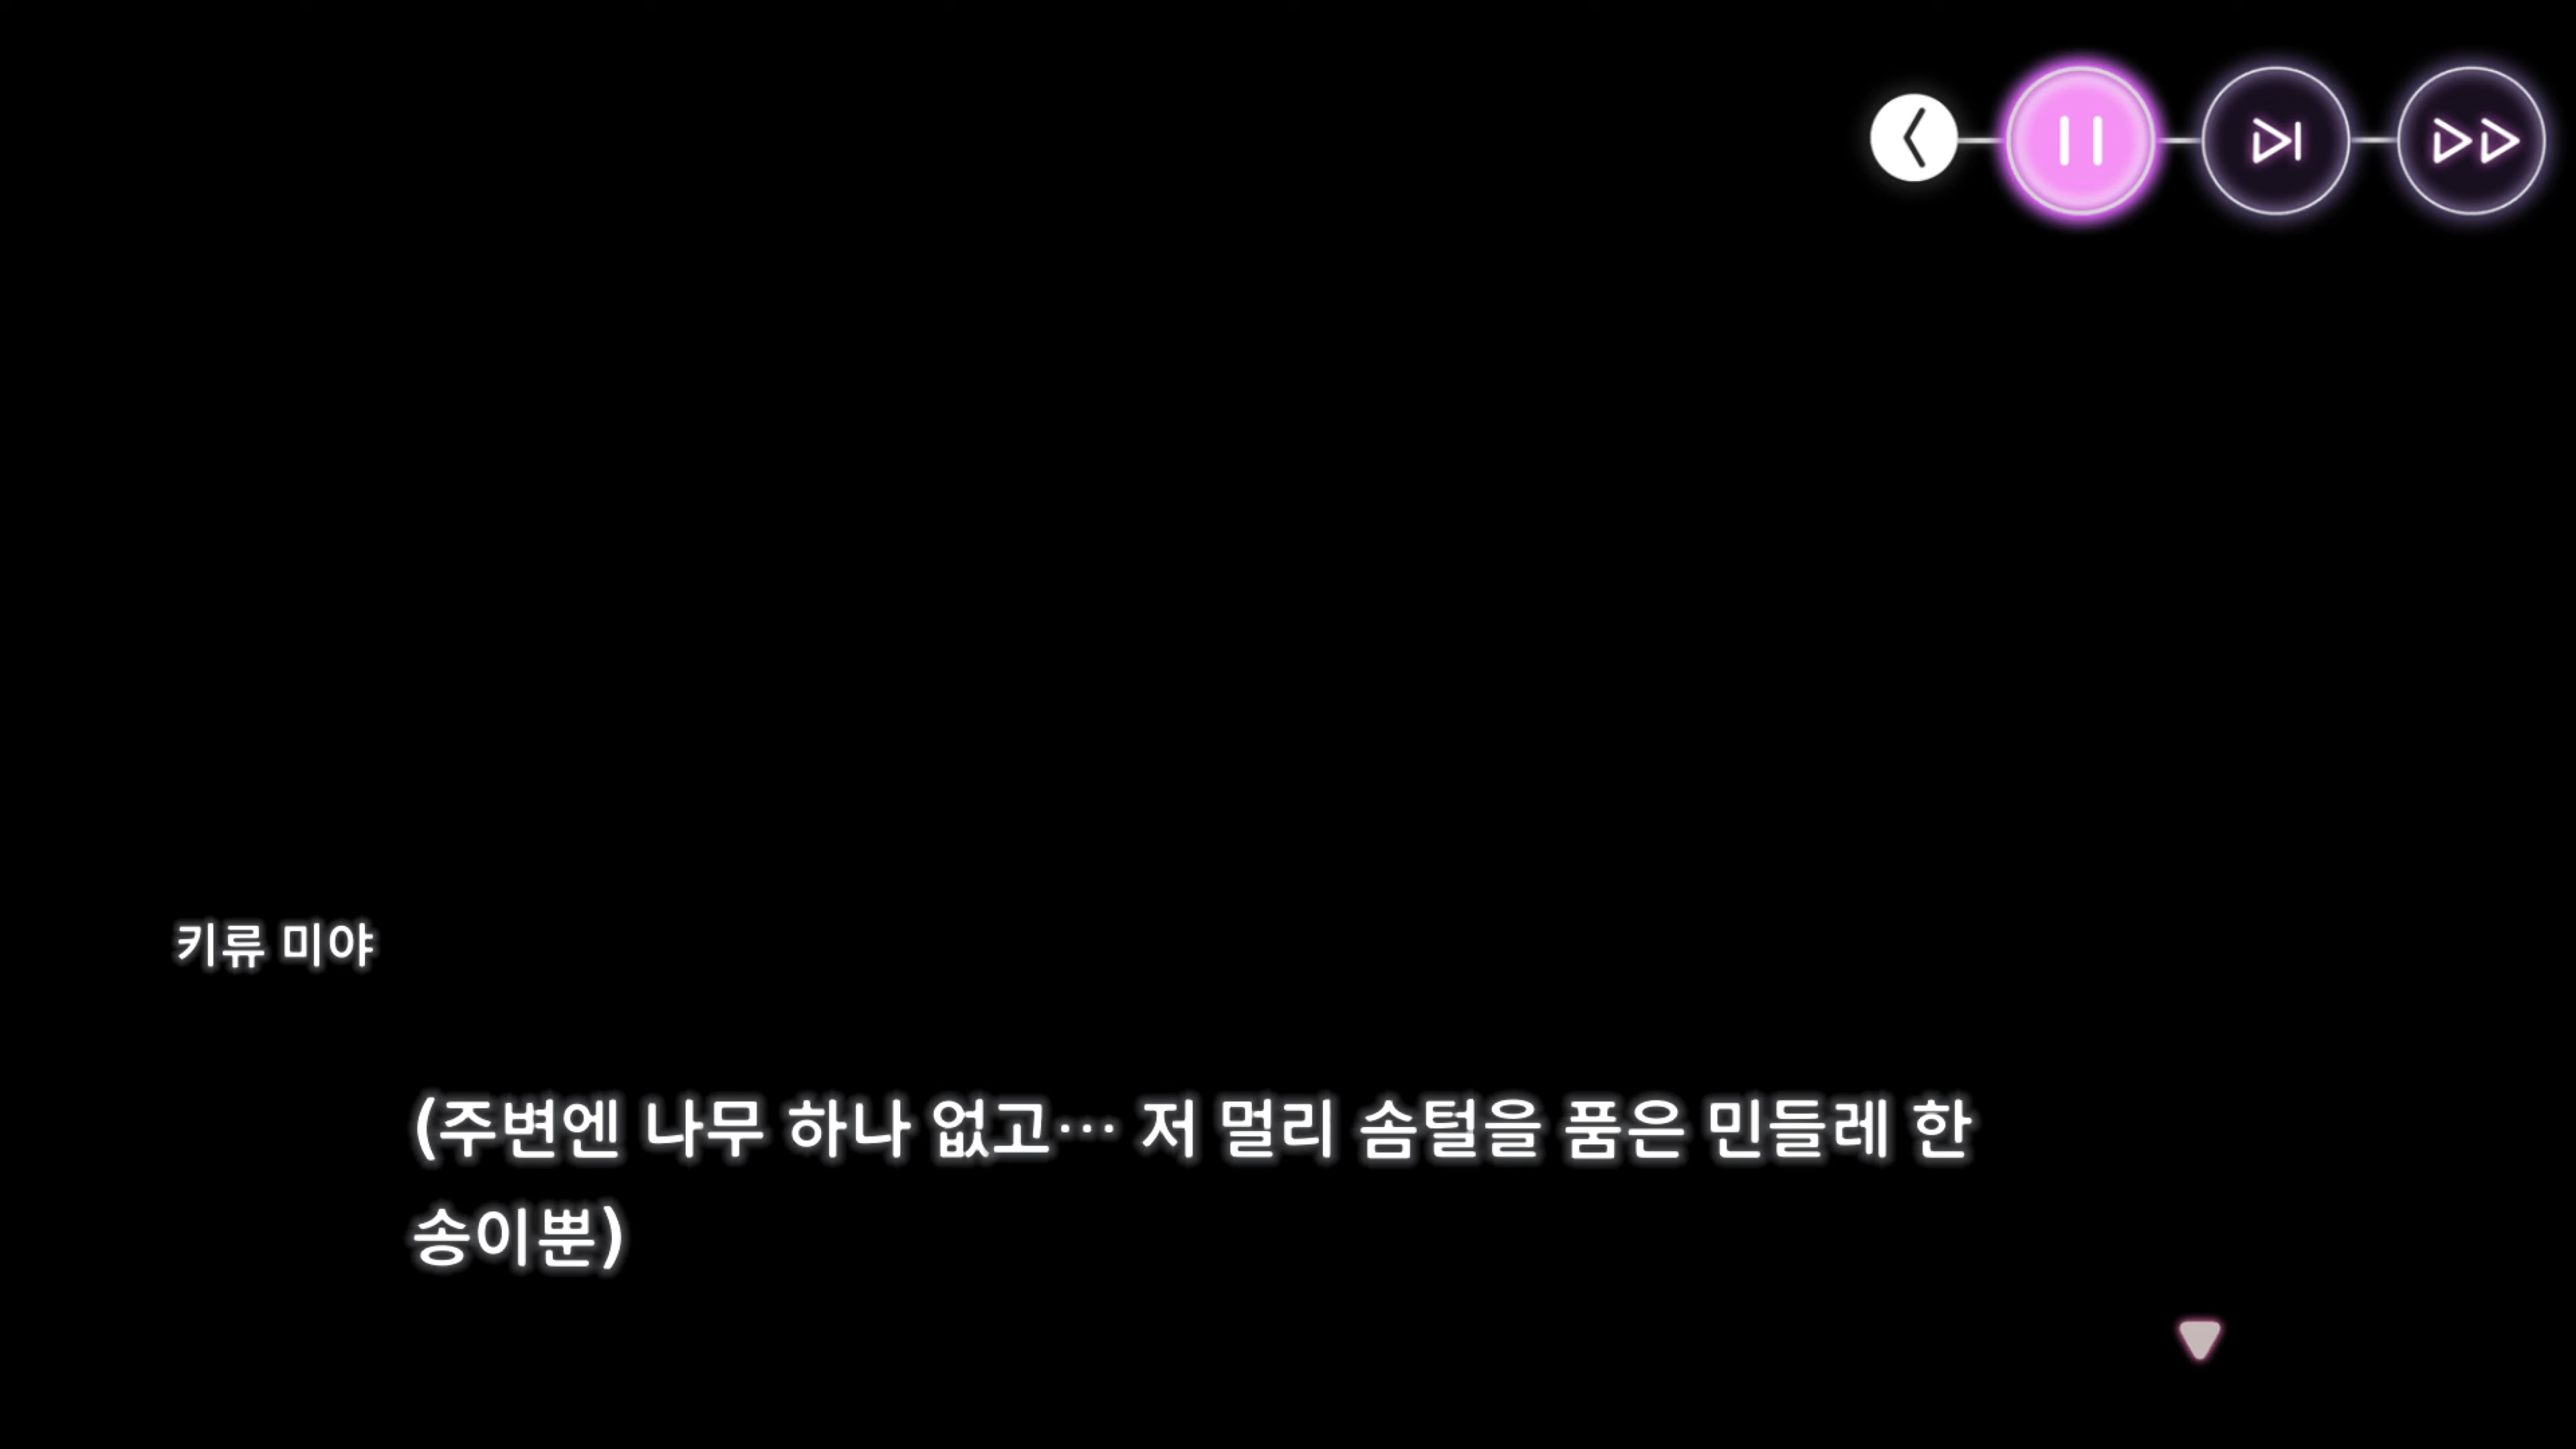 키류 미야
(주변엔 나무 하나 없고… 저 멀리 솜털을 품은 민들레 한
송이뿐)